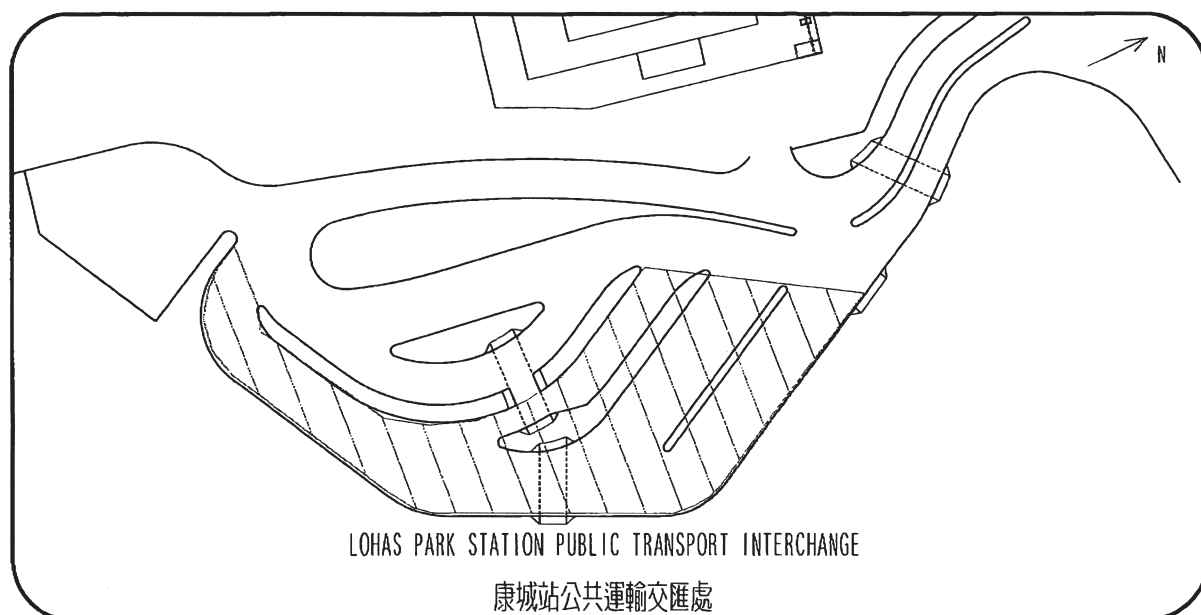 N
LOHAS PARK STATION PUBLIC TRANSPORT INTERCHANGE
康城站公共運輸交匯處